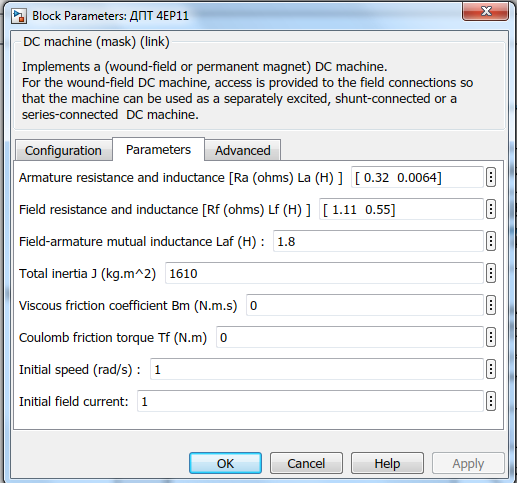 Block Parameters: ДПТ 4EP11
DC machine (mask) (link)
Implements a (wound-field or permanent magnet) DC machine.
For the wound-field DC machine, access is provided to the field connections so
that the machine can be used as a separately excited, shunt-connected or a
series-connected  DC machine.
Configuration Parameters Advanced
Armature resistance and inductance [Ra (ohms) La (H) ] [ 0.32  0.0064]
Field resistance and inductance [Rf (ohms) Lf (H) ] [ 1.11  0.55]
Field-armature mutual inductance Laf (H) : 1.8
Total inertia J (kg.m^2) 1610
Viscous friction coefficient Bm (N.m.s) 0
Coulomb friction torque Tf (N.m) 0
Initial speed (rad/s) : 1
Initial field current: 1
OK Cancel Help Apply